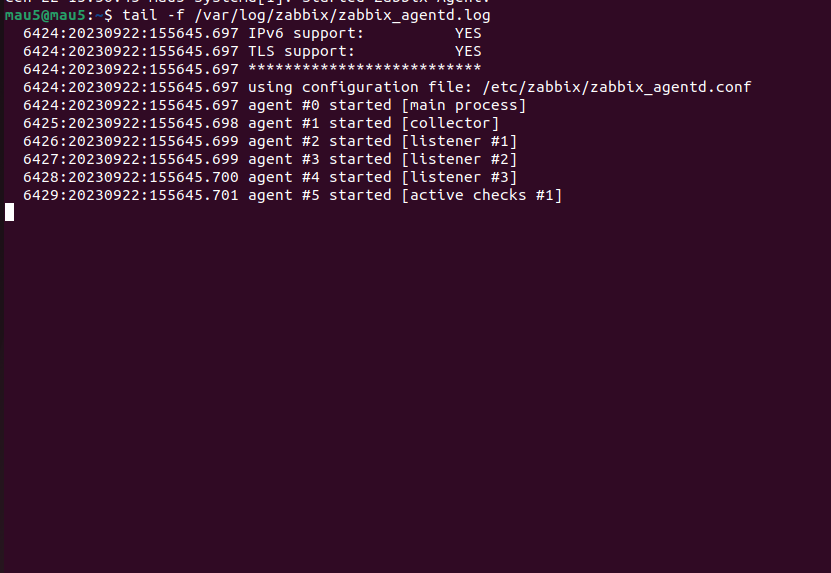 mau5@mau5:~$ tail -f /var/log/zabbix/zabbix_agentd.log
  6424:20230922:155645.697 IPv6 support:          YES
  6424:20230922:155645.697 TLS support:           YES
  6424:20230922:155645.697 **************************
  6424:20230922:155645.697 using configuration file: /etc/zabbix/zabbix_agentd.conf
  6424:20230922:155645.697 agent #0 started [main process]
  6425:20230922:155645.698 agent #1 started [collector]
  6426:20230922:155645.699 agent #2 started [listener #1]
  6427:20230922:155645.699 agent #3 started [listener #2]
  6428:20230922:155645.700 agent #4 started [listener #3]
  6429:20230922:155645.701 agent #5 started [active checks #1]